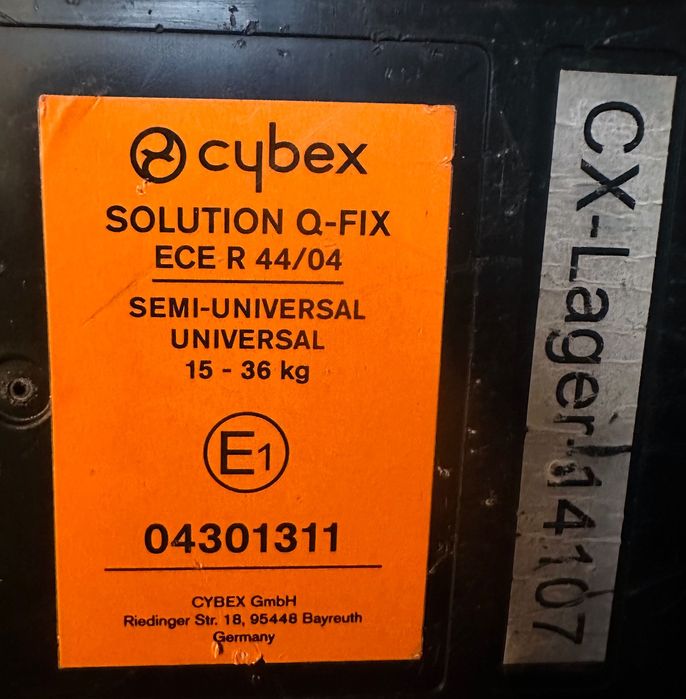 cybex
SOLUTION Q-FIX
ECE R 44/04
SEMI-UNIVERSAL
UNIVERSAL
15 - 36 kg
E1
04301311
CYBEX GmbH
Riedinger Str. 18, 95448 Bayreuth
Germany
CX-Lager-14107